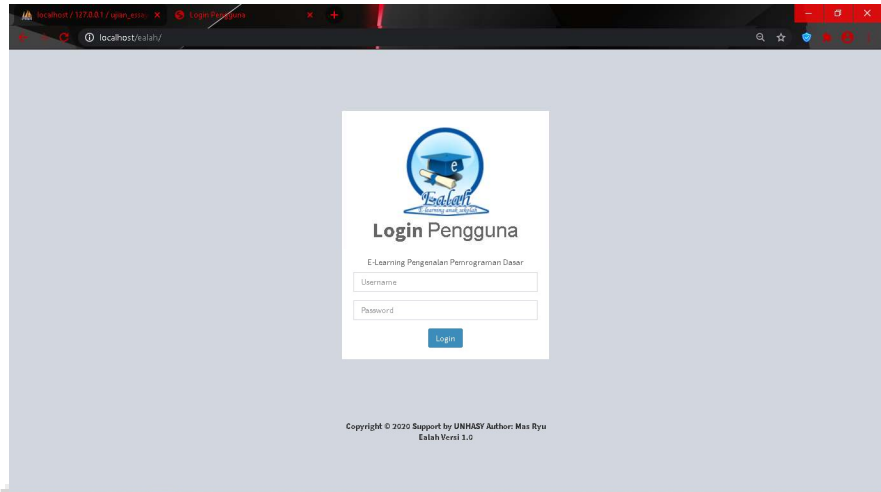 localhost / 127.0.0.1 / ujian_esta
Login Pengguna
localhost/ealah/
e
Ealah
E-learning anak sekolah
Login Pengguna
E-Learning Pengenalan Pemrograman Dasar
Username
Password
Login
Copyright © 2020 Support by UNHASY Author: Mas Ryu
Ealah Versi 1.0